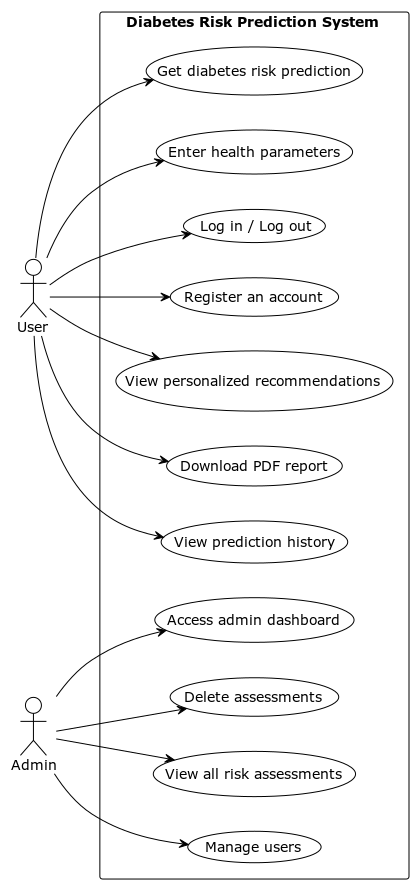 Diabetes Risk Prediction System
Get diabetes risk prediction
Enter health parameters
Log in / Log out
Register an account
User
View personalized recommendations
Download PDF report
View prediction history
Access admin dashboard
Delete assessments
Admin
View all risk assessments
Manage users